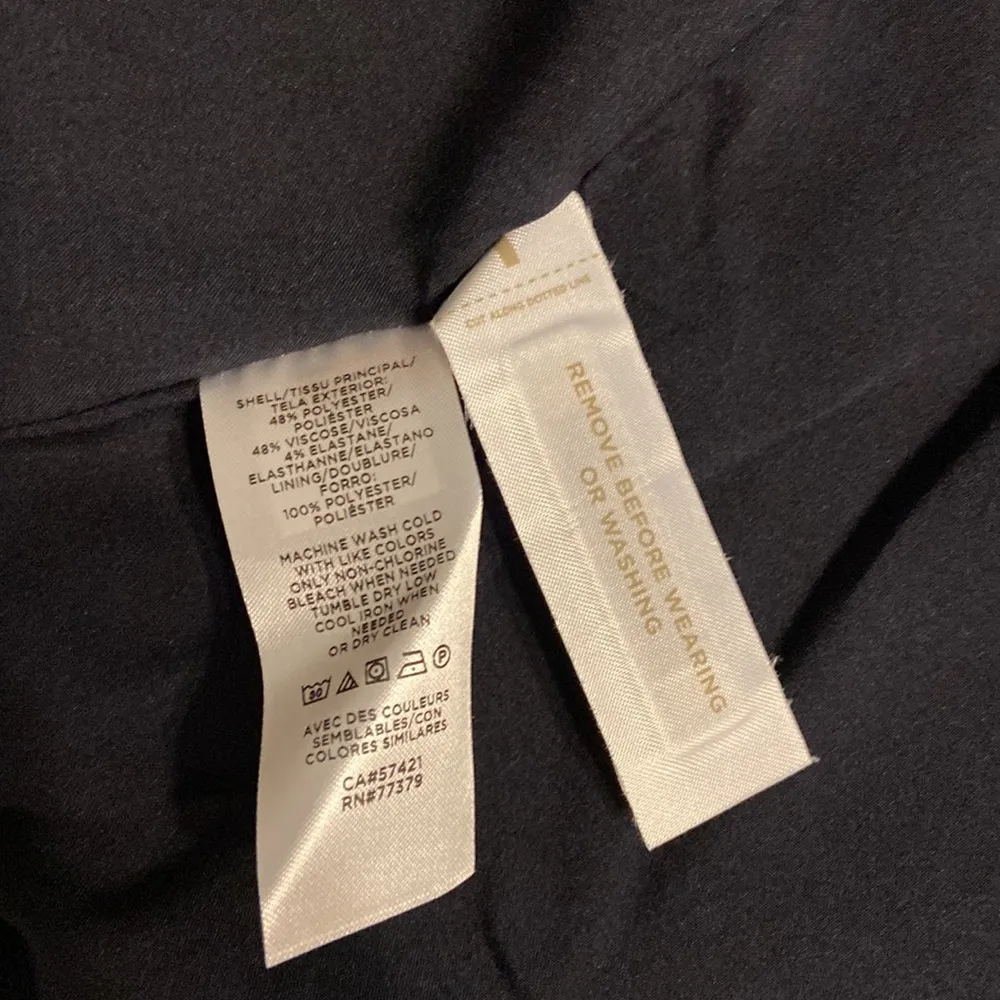 SHELL/TISSU PRINCIPAL/
TELA EXTERIOR:
48% POLYESTER/
POLIÉSTER
48% VISCOSE/VISCOSA
4% ELASTANE/
ELASTHANNE/ELASTANO
LINING/DOUBLURE/
FORRO:
100% POLYESTER/
POLIÉSTER
MACHINE WASH COLD
WITH LIKE COLORS
ONLY NON-CHLORINE
BLEACH WHEN NEEDED
TUMBLE DRY LOW
COOL IRON WHEN
NEEDED
OR DRY CLEAN
30
P
AVEC DES COULEURS
SEMBLABLES/CON
COLORES SIMILARES
CA#57421
RN#77379
CUT ALONG DOTTED LINE
REMOVE BEFORE WEARING
OR WASHING